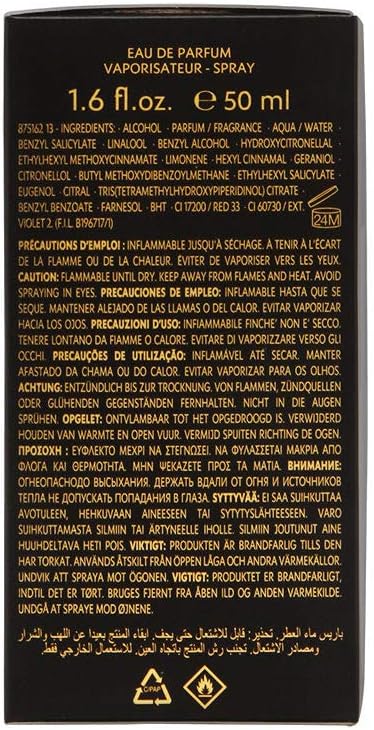 EAU DE PARFUM
VAPORISATEUR - SPRAY
1.6 fl.oz. ℮ 50 ml
875162 13 - INGREDIENTS: · ALCOHOL · PARFUM / FRAGRANCE · AQUA / WATER ·
BENZYL SALICYLATE · LINALOOL · BENZYL ALCOHOL · HYDROXYCITRONELLAL ·
ETHYLHEXYL METHOXYCINNAMATE · LIMONENE · HEXYL CINNAMAL · GERANIOL ·
CITRONELLOL · BUTYL METHOXYDIBENZOYLMETHANE · ETHYLHEXYL SALICYLATE ·
EUGENOL · CITRAL · TRIS(TETRAMETHYLHYDROXYPIPERIDINOL) CITRATE ·
BENZYL BENZOATE · FARNESOL · BHT · CI 17200 / RED 33 · CI 60730 / EXT.
VIOLET 2. (F.I.L. B196717/1)
24M
PRÉCAUTIONS D'EMPLOI : INFLAMMABLE JUSQU'À SÉCHAGE. À TENIR À L'ÉCART
DE LA FLAMME OU DE LA CHALEUR. ÉVITER DE VAPORISER VERS LES YEUX.
CAUTION: FLAMMABLE UNTIL DRY. KEEP AWAY FROM FLAMES AND HEAT. AVOID
SPRAYING IN EYES. PRECAUCIONES DE EMPLEO: INFLAMABLE HASTA QUE SE
SEQUE. MANTENER ALEJADO DE LAS LLAMAS O DEL CALOR. EVITAR VAPORIZAR
HACIA LOS OJOS. PRECAUZIONI D'USO: INFIAMMABILE FINCHE' NON E' SECCO.
TENERE LONTANO DA FIAMME O CALORE. EVITARE DI VAPORIZZARE VERSO GLI
OCCHI. PRECAUÇÕES DE UTILIZAÇÃO: INFLAMÁVEL ATÉ SECAR. MANTER
AFASTADO DA CHAMA OU DO CALOR. EVITAR VAPORIZAR PARA OS OLHOS.
ACHTUNG: ENTZÜNDLICH BIS ZUR TROCKNUNG. VON FLAMMEN, ZÜNDQUELLEN
ODER GLÜHENDEN GEGENSTÄNDEN FERNHALTEN. NICHT IN DIE AUGEN
SPRÜHEN. OPGELET: ONTVLAMBAAR TOT HET OPGEDROOGD IS. VERWIJDERD
HOUDEN VAN WARMTE EN OPEN VUUR. VERMIJD SPUITEN RICHTING DE OGEN.
ΠΡΟΣΟΧΗ : ΕΥΦΛΕΚΤΟ ΜΕΧΡΙ ΝΑ ΣΤΕΓΝΩΣΕΙ. ΝΑ ΦΥΛΑΣΣΕΤΑΙ ΜΑΚΡΙΑ ΑΠΟ
ΦΛΟΓΑ ΚΑΙ ΘΕΡΜΟΤΗΤΑ. ΜΗΝ ΨΕΚΑΖΕΤΕ ΠΡΟΣ ΤΑ ΜΑΤΙΑ. ВНИМАНИЕ:
ОГНЕОПАСНОДО ВЫСЫХАНИЯ. ДЕРЖАТЬ ВДАЛИ ОТ ОГНЯ И ИСТОЧНИКОВ
ТЕПЛА НЕ ДОПУСКАТЬ ПОПАДАНИЯ В ГЛАЗА. SYTTYVÄÄ: EI SAA SUIHKUTTAA
AVOTULEEN, HEHKUVAAN AINEESEEN TAI SYTYTYSLÄHTEESEEN. VARO
SUIHKUTTAMASTA SILMIIN TAI ÄRTYNEELLE IHOLLE. SILMIIN JOUTUNUT AINE
HUUHDELTAVA HETI POIS. VIKTIGT: PRODUKTEN ÄR BRANDFARLIG TILLS DEN
HAR TORKAT. ANVÄNDS ÅTSKILT FRÅN ÖPPEN LÅGA OCH ANDRA VÄRMEKÄLLOR.
UNDVIK ATT SPRAYA MOT ÖGONEN. VIGTIGT: PRODUKTET ER BRANDFARLIGT,
INDTIL DET ER TØRT. BRUGES FJERNT FRA ÅBEN ILD OG ANDEN VARMEKILDE.
UNDGÅ AT SPRAYE MOD ØJNENE.
باريس ماء العطر. تحذير: قابل للاشتعال حتى يجف. ابقاء المنتج بعيدا عن اللهب والشرار
ومصادر الاشتعال. تجنب رش المنتج باتجاه العين. للاستعمال الخارجي فقط.
C/PAP